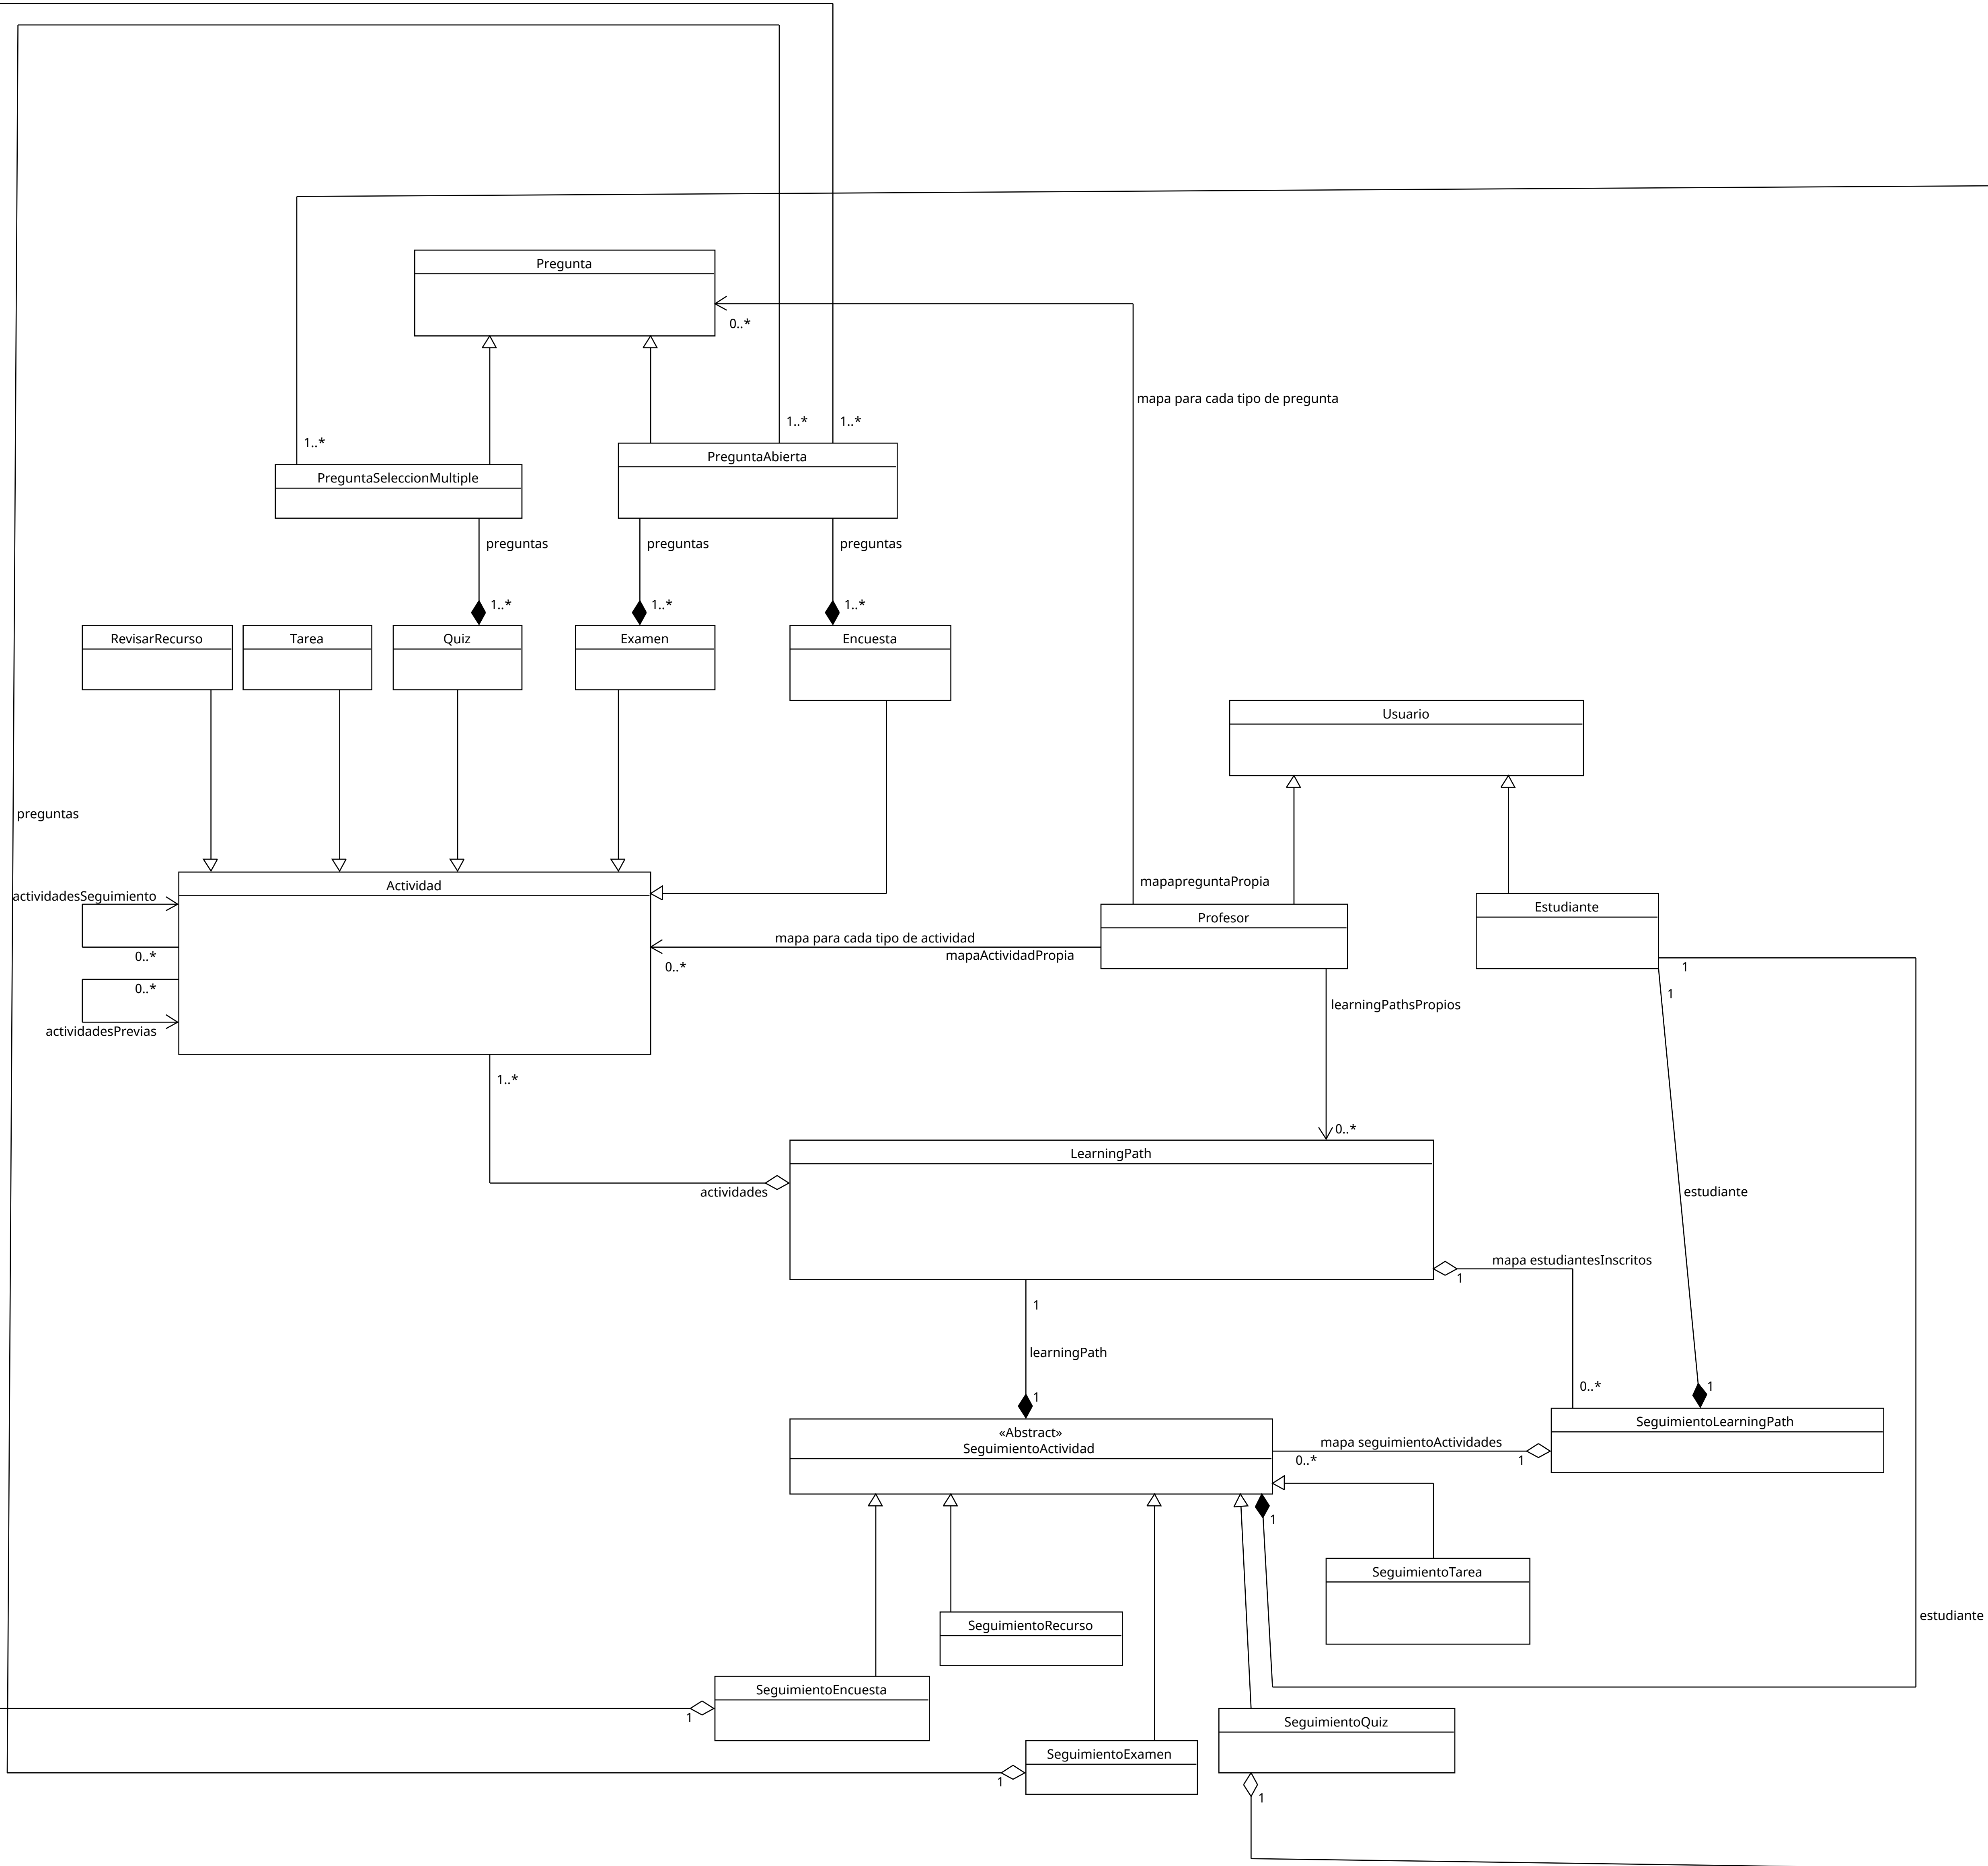 Pregunta
0..*
mapa para cada tipo de pregunta
1..*
1..*
1..*
PreguntaAbierta
PreguntaSeleccionMultiple
preguntas
preguntas
preguntas
1..*
1..*
1..*
RevisarRecurso
Tarea
Quiz
Examen
Encuesta
Usuario
preguntas
mapapreguntaPropia
Actividad
actividadesSeguimiento
Profesor
Estudiante
mapa para cada tipo de actividad
mapaActividadPropia
0..*
0..*
1
0..*
1
actividadesPrevias
learningPathsPropios
1..*
0..*
LearningPath
actividades
estudiante
mapa estudiantesInscritos
1
1
learningPath
0..*
1
1
«Abstract»
SeguimientoActividad
SeguimientoLearningPath
mapa seguimientoActividades
0..*
1
1
SeguimientoTarea
estudiante
SeguimientoRecurso
SeguimientoEncuesta
1
SeguimientoQuiz
SeguimientoExamen
1
1